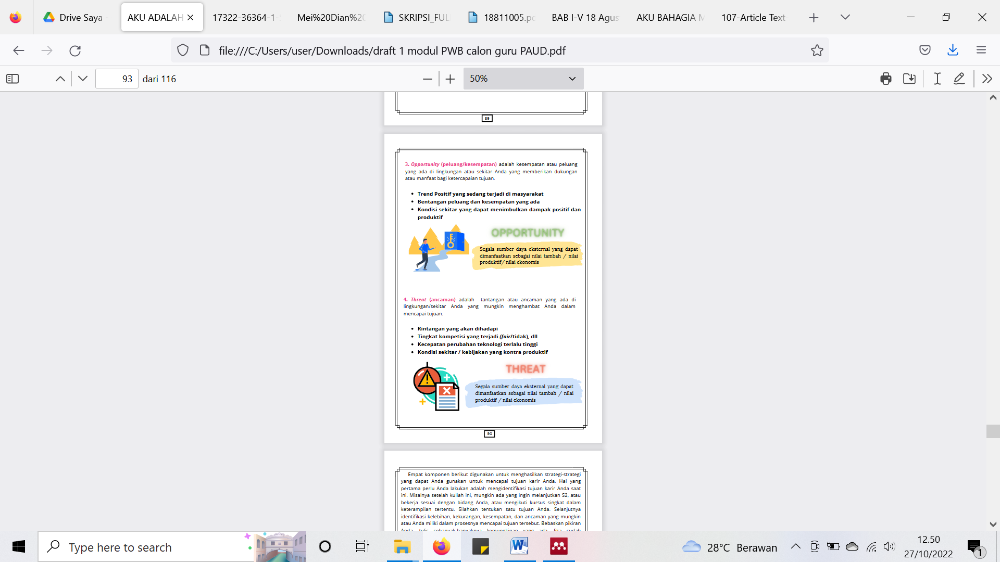 Drive Saya -
AKU ADALAH
17322-36364-1-
Mei%20Dian%20
SKRIPSI_FUL
18811005.pd
BAB I-V 18 Agus
AKU BAHAGIA M
107-Article Text-
file:///C:/Users/user/Downloads/draft 1 modul PWB calon guru PAUD.pdf
93 dari 116
50%
89
3. Opportunity (peluang/kesempatan) adalah kesempatan atau peluang
yang ada di lingkungan atau sekitar Anda yang memberikan dukungan
atau manfaat bagi ketercapaian tujuan.
• Trend Positif yang sedang terjadi di masyarakat
• Bentangan peluang dan kesempatan yang ada
• Kondisi sekitar yang dapat menimbulkan dampak positif dan
produktif
OPPORTUNITY
Segala sumber daya eksternal yang dapat
dimanfaatkan sebagai nilai tambah / nilai
produktif/ nilai ekonomis
4. Threat (ancaman) adalah tantangan atau ancaman yang ada di
lingkungan/sekitar Anda yang mungkin menghambat Anda dalam
mencapai tujuan.
• Rintangan yang akan dihadapi
• Tingkat kompetisi yang terjadi (fair/tidak), dll
• Kecepatan perubahan teknologi terlalu tinggi
• Kondisi sekitar / kebijakan yang kontra produktif
THREAT
Segala sumber daya eksternal yang dapat
dimanfaatkan sebagai nilai tambah / nilai
produktif / nilai ekonomis
90
Empat komponen berikut digunakan untuk menghasilkan strategi-strategi
yang dapat Anda gunakan untuk mencapai tujuan karir Anda. Hal yang
pertama perlu Anda lakukan adalah mengidentifikasi tujuan karir Anda saat
ini. Misalnya setelah kuliah ini, mungkin ada yang ingin melanjutkan S2, atau
bekerja sesuai dengan bidang Anda, atau mengikuti kursus singkat dalam
keterampilan tertentu. Silahkan tentukan satu tujuan Anda. Selanjutnya
identifikasi kelebihan, kekurangan, kesempatan, dan ancaman yang mungkin
atau Anda miliki dalam prosesnya mencapai tujuan tersebut. Bebaskan pikiran
Anda, tulis sebanyak-banyaknya kemungkinan yang ada. Jika sudah
Type here to search
28°C Berawan
12.50
27/10/2022
1